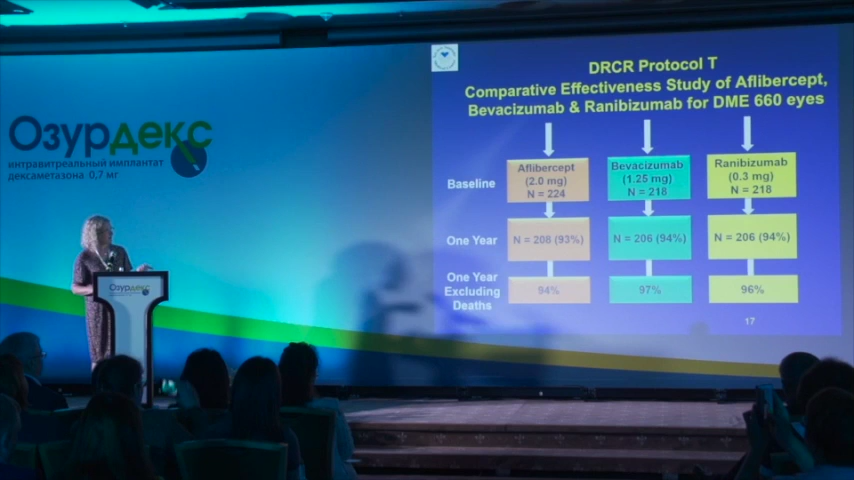 Озурдекс
интравитреальный имплантат
дексаметазона 0,7 мг
Озурдекс
DRCR Protocol T
Comparative Effectiveness Study of Aflibercept,
Bevacizumab & Ranibizumab for DME 660 eyes
Baseline
Aflibercept
(2.0 mg)
N = 224
Bevacizumab
(1.25 mg)
N = 218
Ranibizumab
(0.3 mg)
N = 218
One Year
N = 208 (93%)
N = 206 (94%)
N = 206 (94%)
One Year
Excluding
Deaths
94%
97%
96%
17